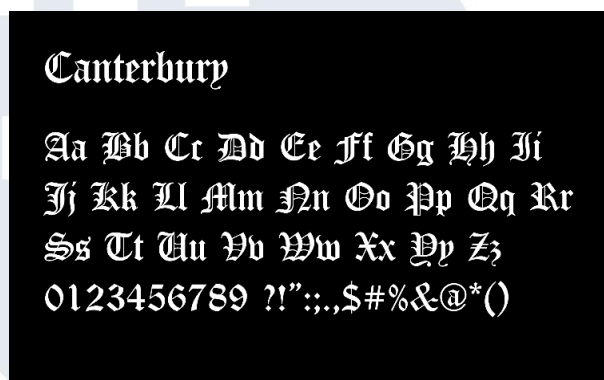 Canterbury
Aa Bb Cc Dd Ee Ff Gg Hh Ii
Jj Kk Ll Mm Nn Oo Pp Qq Rr
Ss Tt Uu Vv Ww Xx Yy Zz
0123456789 ?!":;.,$#%&@*()